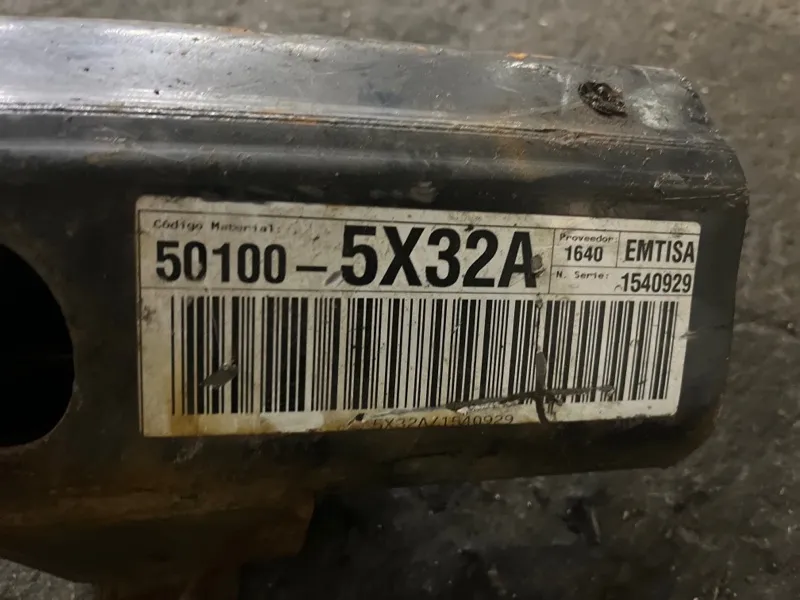 Código Material:
50100-5X32A
Proveedor
1640
EMTISA
N. Serie:
1540929
5X32A/1540929